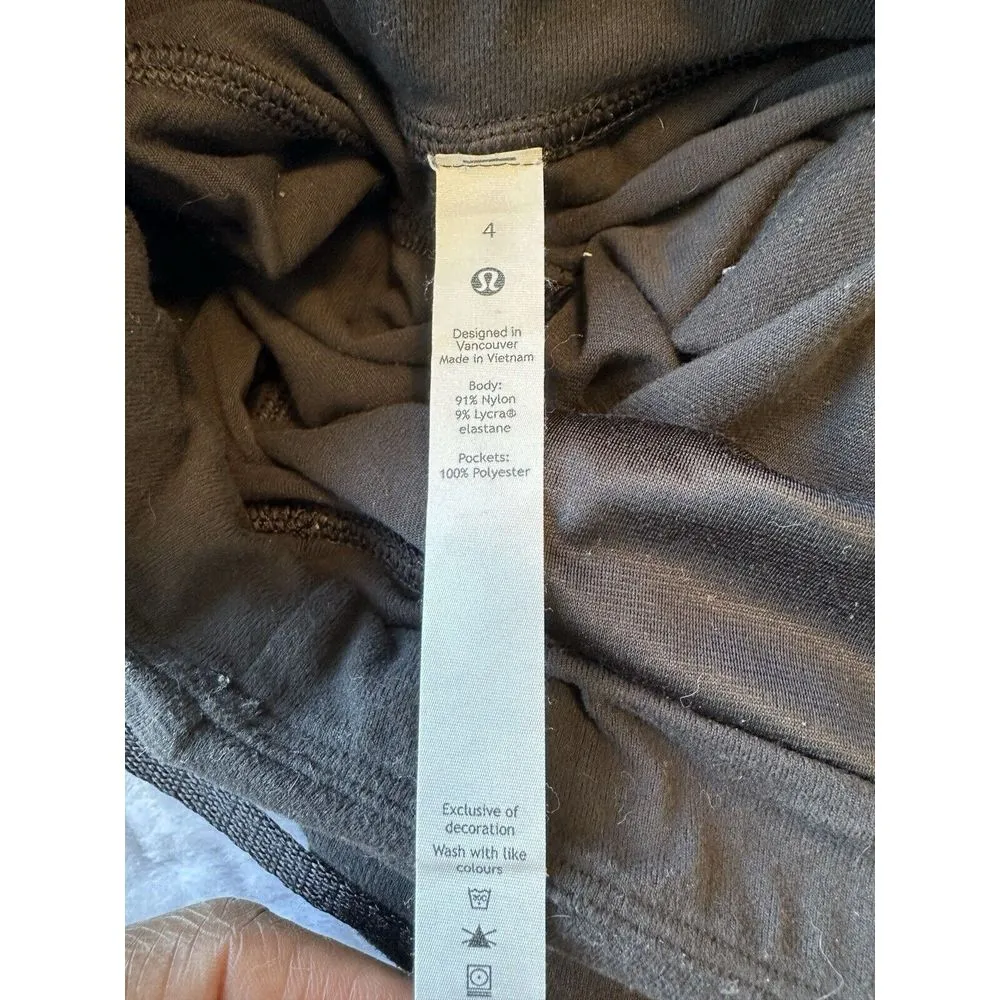 4
Designed in
Vancouver
Made in Vietnam
Body:
91% Nylon
9% Lycra®
elastane
Pockets:
100% Polyester
Exclusive of
decoration
Wash with like
colours
30C